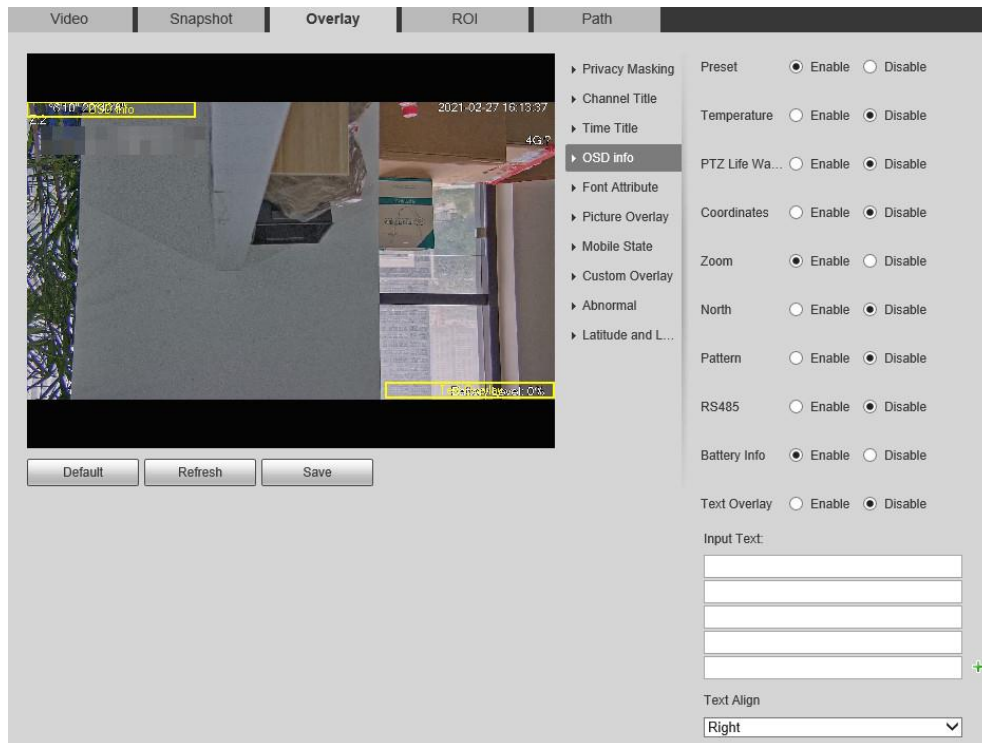 Video Snapshot Overlay ROI Path
2021-02-27 16:13:37
Z:2
4G:?
Default Refresh Save
Privacy Masking
Channel Title
Time Title
OSD info
Font Attribute
Picture Overlay
Mobile State
Custom Overlay
Abnormal
Latitude and L...
Preset Enable Disable
Temperature Enable Disable
PTZ Life Wa... Enable Disable
Coordinates Enable Disable
Zoom Enable Disable
North Enable Disable
Pattern Enable Disable
RS485 Enable Disable
Battery Info Enable Disable
Text Overlay Enable Disable
Input Text:
Text Align
Right